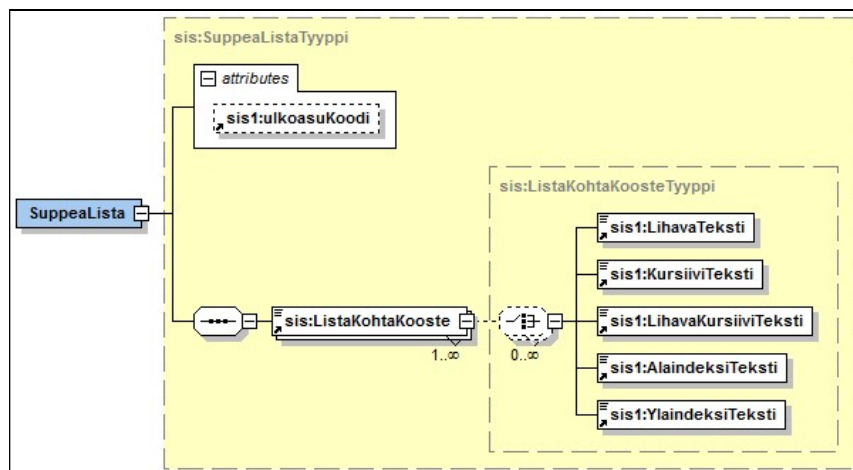 sis:SuppeaListaTyyppi
attributes
sis1:ulkoasuKoodi
sis:ListaKohtaKoosteTyyppi
SuppeaLista
sis1:LihavaTeksti
sis1:KursiiviTeksti
sis:ListaKohtaKooste
sis1:LihavaKursiiviTeksti
1..∞
0..∞
sis1:AlaindeksiTeksti
sis1:YlaindeksiTeksti